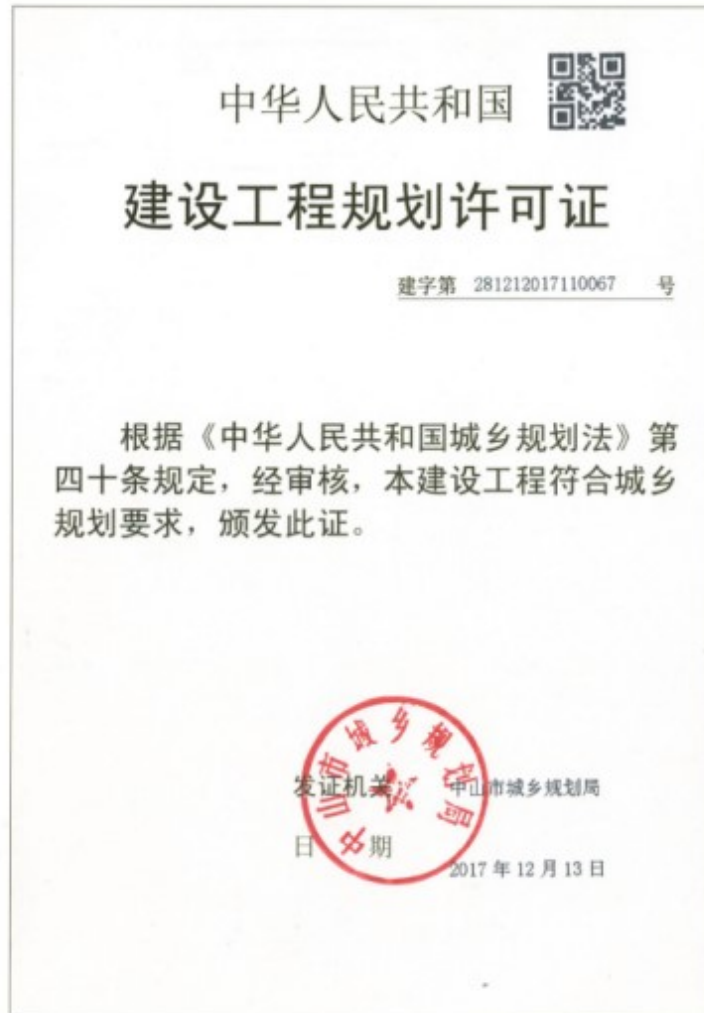 中华人民共和国
建设工程规划许可证
建字第 281212017110067 号
根据《中华人民共和国城乡规划法》第
四十条规定，经审核，本建设工程符合城乡
规划要求，颁发此证。
中山市城乡规划局
发证机关 中山市城乡规划局
日 期 2017 年 12 月 13 日